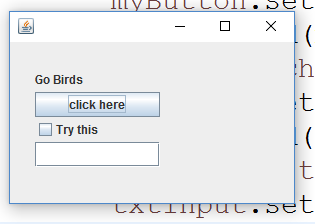 myButton.set
Go Birds
click here
Try this
txtInput.set